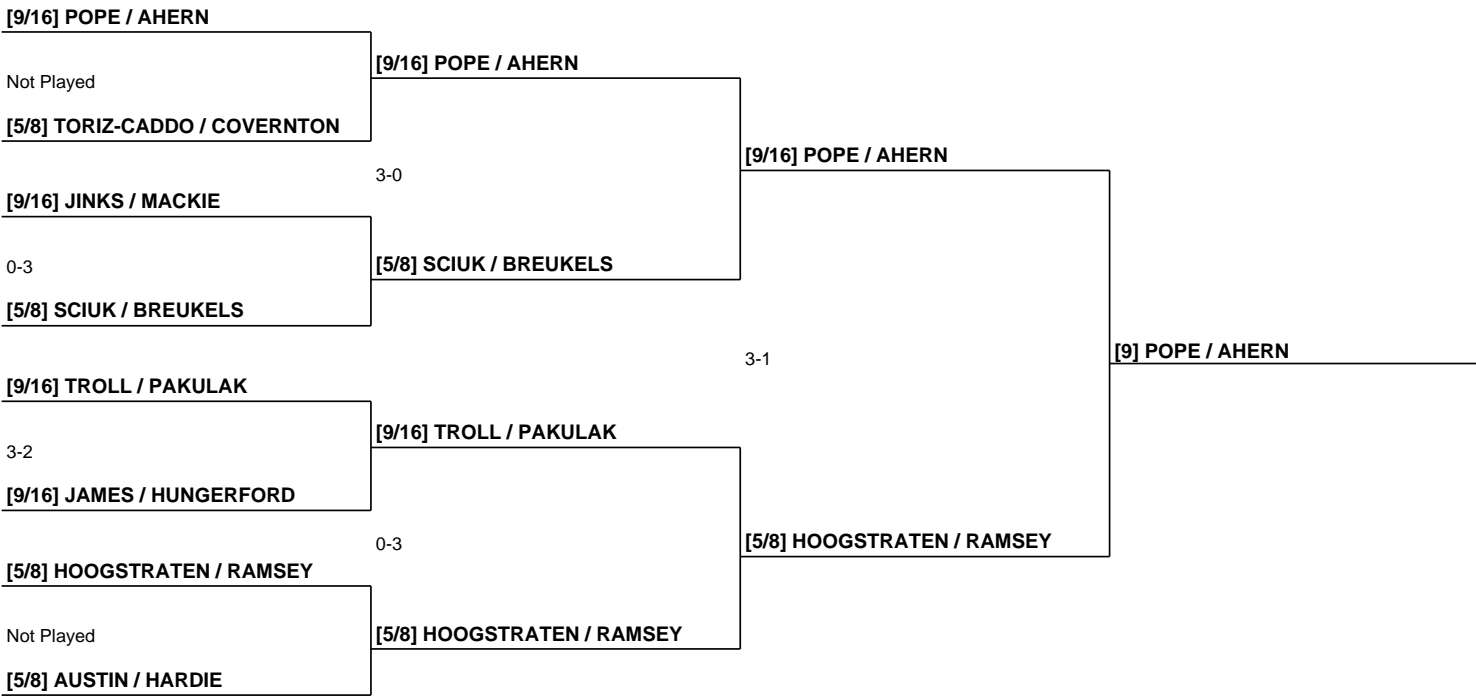 [9/16] POPE / AHERN
Not Played
[5/8] TORIZ-CADDO / COVERNTON
[9/16] JINKS / MACKIE
0-3
[5/8] SCIUK / BREUKELS
[9/16] TROLL / PAKULAK
3-2
[9/16] JAMES / HUNGERFORD
[5/8] HOOGSTRATEN / RAMSEY
Not Played
[5/8] AUSTIN / HARDIE
[9/16] POPE / AHERN
3-0
[5/8] SCIUK / BREUKELS
[9/16] TROLL / PAKULAK
0-3
[5/8] HOOGSTRATEN / RAMSEY
[9/16] POPE / AHERN
3-1
[5/8] HOOGSTRATEN / RAMSEY
[9] POPE / AHERN